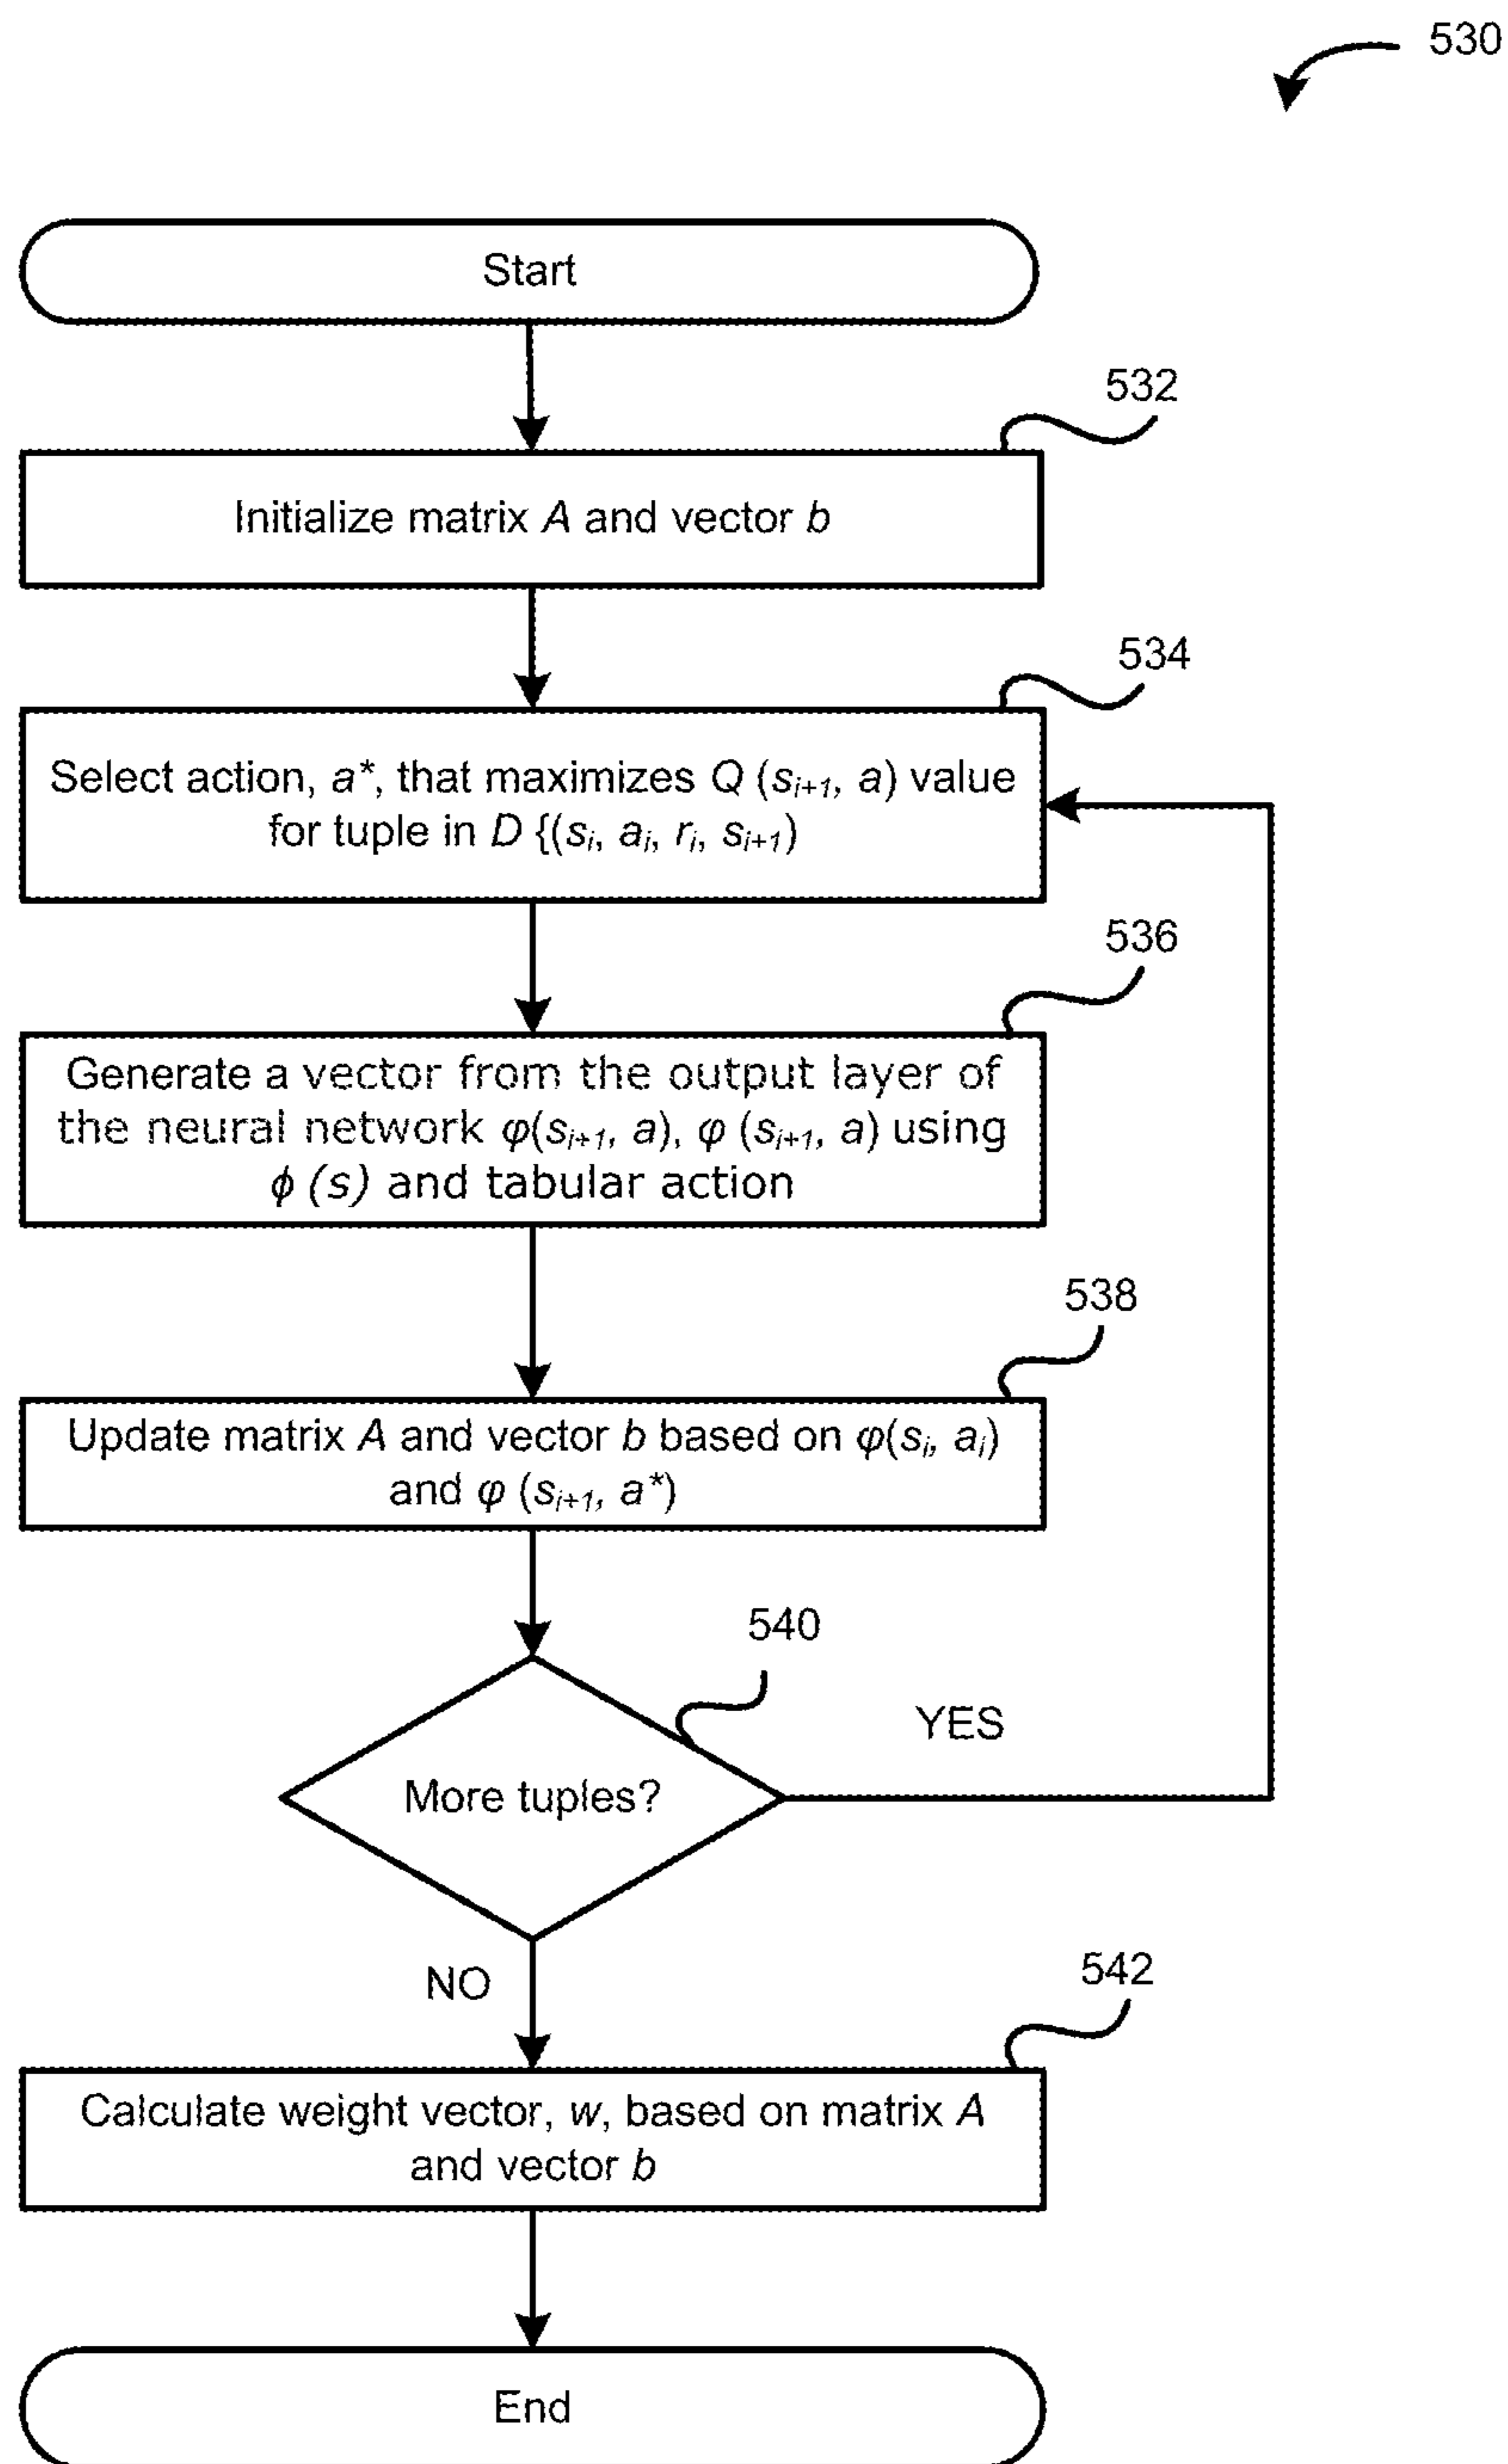 530
Start
532
Initialize matrix A and vector b
534
Select action, a*, that maximizes Q (sᵢ₊₁, a) value
for tuple in D {(sᵢ, aᵢ, rᵢ, sᵢ₊₁)
536
Generate a vector from the output layer of
the neural network φ(sᵢ₊₁, a), φ (sᵢ₊₁, a) using
ϕ (s) and tabular action
538
Update matrix A and vector b based on φ(sᵢ, aᵢ)
and φ (sᵢ₊₁, a*)
540
More tuples?
YES
NO
542
Calculate weight vector, w, based on matrix A
and vector b
End